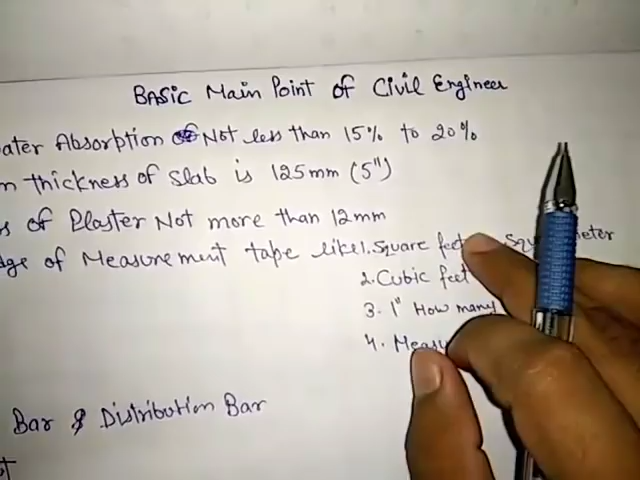 BASIC Main Point of Civil Engineer
ater Absorption Not less than 15% to 20%
m thickness of Slab is 125mm (5")
s of Plaster Not more than 12mm
dge of Measurement tape like 1. Square feet
2. Cubic feet
3. 1" How many
4. Measu
Bar & Distribution Bar